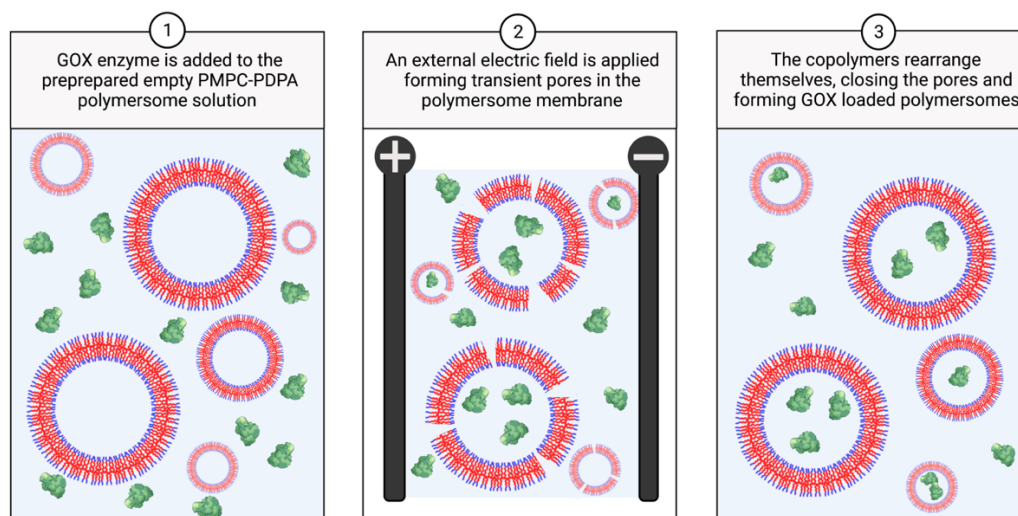 1
GOX enzyme is added to the
preprepared empty PMPC-PDPA
polymersome solution
2
An external electric field is applied
forming transient pores in the
polymersome membrane
3
The copolymers rearrange
themselves, closing the pores and
forming GOX loaded polymersomes
+
−